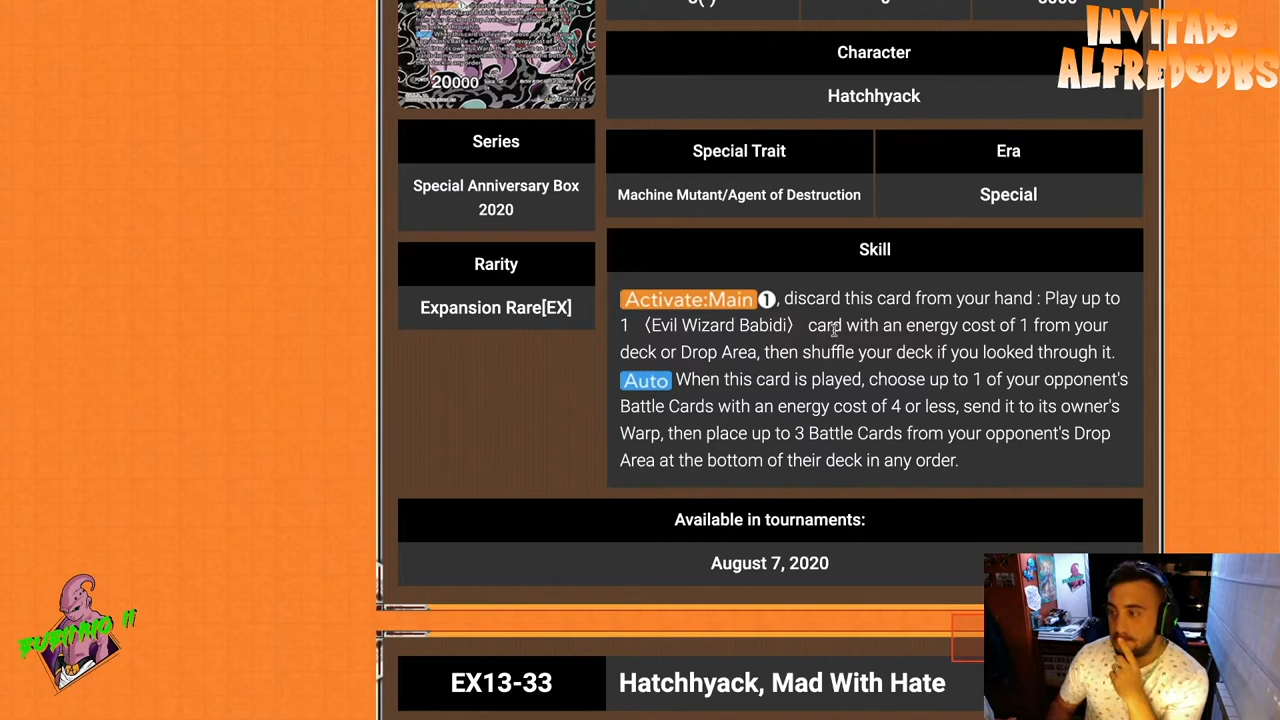 INVITADO
ALFREDODBS
20000
Character
Hatchhyack
Series
Special Anniversary Box
2020
Special Trait
Era
Machine Mutant/Agent of Destruction
Special
Rarity
Expansion Rare[EX]
Skill
Activate:Main ❶, discard this card from your hand : Play up to
1 〈Evil Wizard Babidi〉 card with an energy cost of 1 from your
deck or Drop Area, then shuffle your deck if you looked through it.
Auto When this card is played, choose up to 1 of your opponent's
Battle Cards with an energy cost of 4 or less, send it to its owner's
Warp, then place up to 3 Battle Cards from your opponent's Drop
Area at the bottom of their deck in any order.
Available in tournaments:
August 7, 2020
EX13-33
Hatchhyack, Mad With Hate